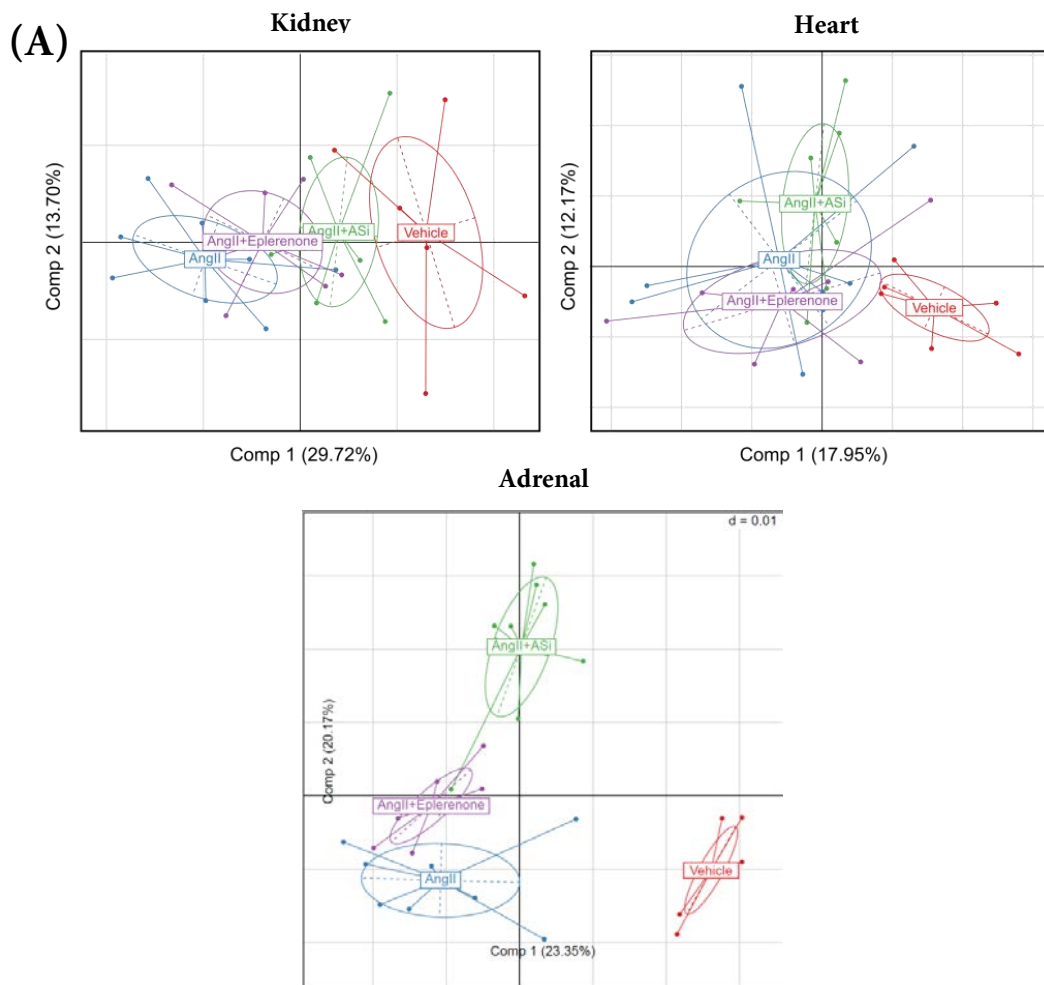 (A)
Kidney
Comp 2 (13.70%)
AngII+ASi
Vehicle
AngII+Eplerenone
AngII
Comp 1 (29.72%)
Heart
Comp 2 (12.17%)
AngII+ASi
AngII
AngII+Eplerenone
Vehicle
Comp 1 (17.95%)
Adrenal
d = 0.01
AngII+ASi
Comp 2 (20.17%)
AngII+Eplerenone
Vehicle
AngII
Comp 1 (23.35%)